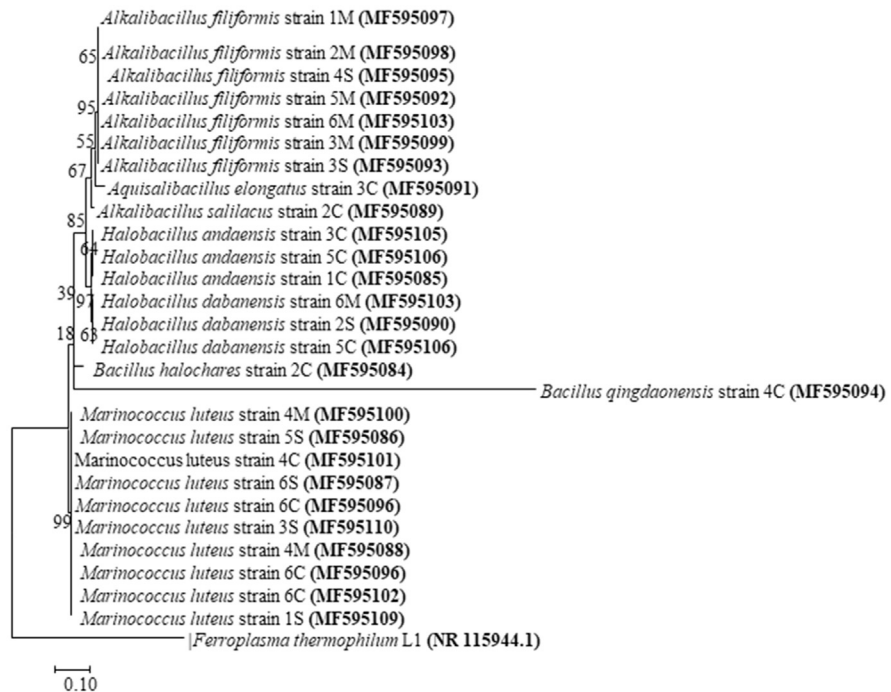 Alkalibacillus filiformis strain 1M (MF595097)
65
Alkalibacillus filiformis strain 2M (MF595098)
Alkalibacillus filiformis strain 4S (MF595095)
Alkalibacillus filiformis strain 5M (MF595092)
95
Alkalibacillus filiformis strain 6M (MF595103)
55
Alkalibacillus filiformis strain 3M (MF595099)
67
Alkalibacillus filiformis strain 3S (MF595093)
Aquisalibacillus elongatus strain 3C (MF595091)
Alkalibacillus salilacus strain 2C (MF595089)
85
Halobacillus andaensis strain 3C (MF595105)
64
Halobacillus andaensis strain 5C (MF595106)
Halobacillus andaensis strain 1C (MF595085)
39
97
Halobacillus dabanensis strain 6M (MF595103)
Halobacillus dabanensis strain 2S (MF595090)
18
63
Halobacillus dabanensis strain 5C (MF595106)
Bacillus halochares strain 2C (MF595084)
Bacillus qingdaonensis strain 4C (MF595094)
Marinococcus luteus strain 4M (MF595100)
Marinococcus luteus strain 5S (MF595086)
Marinococcus luteus strain 4C (MF595101)
Marinococcus luteus strain 6S (MF595087)
Marinococcus luteus strain 6C (MF595096)
99
Marinococcus luteus strain 3S (MF595110)
Marinococcus luteus strain 4M (MF595088)
Marinococcus luteus strain 6C (MF595096)
Marinococcus luteus strain 6C (MF595102)
Marinococcus luteus strain 1S (MF595109)
|Ferroplasma thermophilum L1 (NR 115944.1)
0.10